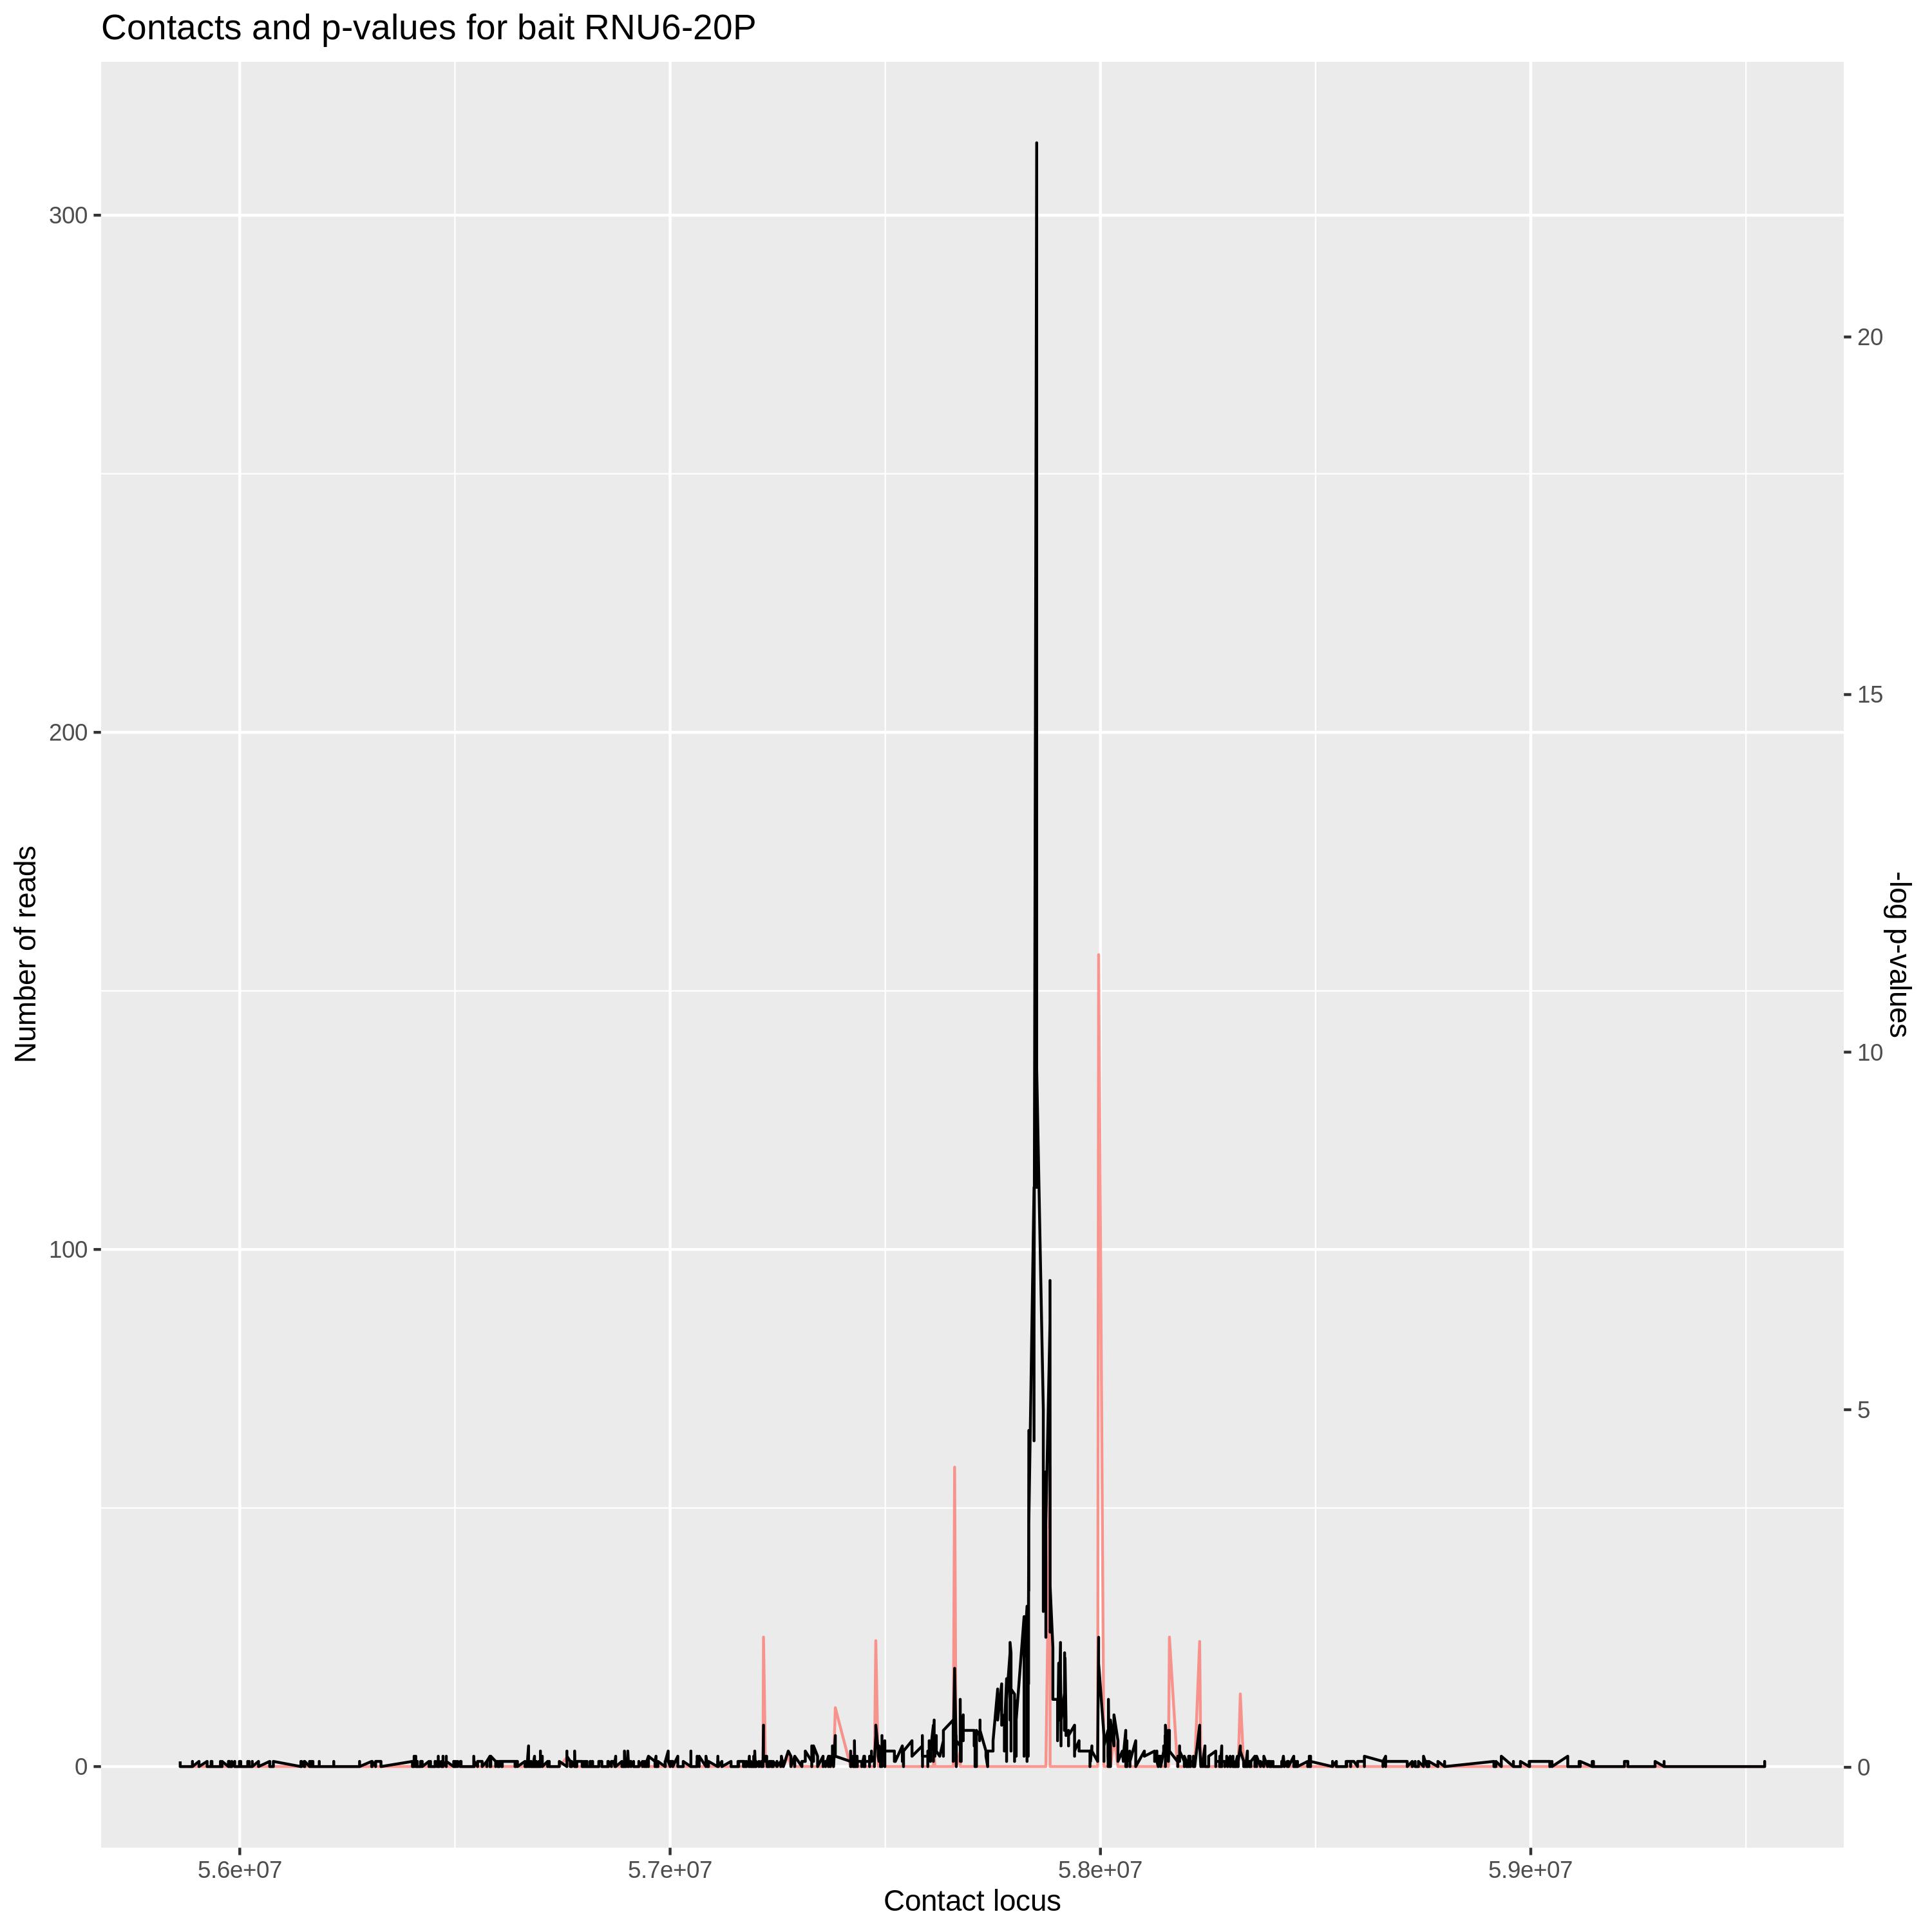 Contacts and p-values for bait RNU6-20P
300
200
100
0
Number of reads
20
15
10
5
0
-log p-values
5.6e+07
5.7e+07
5.8e+07
5.9e+07
Contact locus